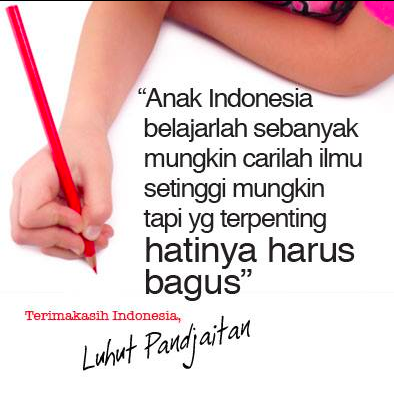 “Anak Indonesia
belajarlah sebanyak
mungkin carilah ilmu
setinggi mungkin
tapi yg terpenting
hatinya harus
bagus”
Terimakasih Indonesia,
Luhut Pandjaitan